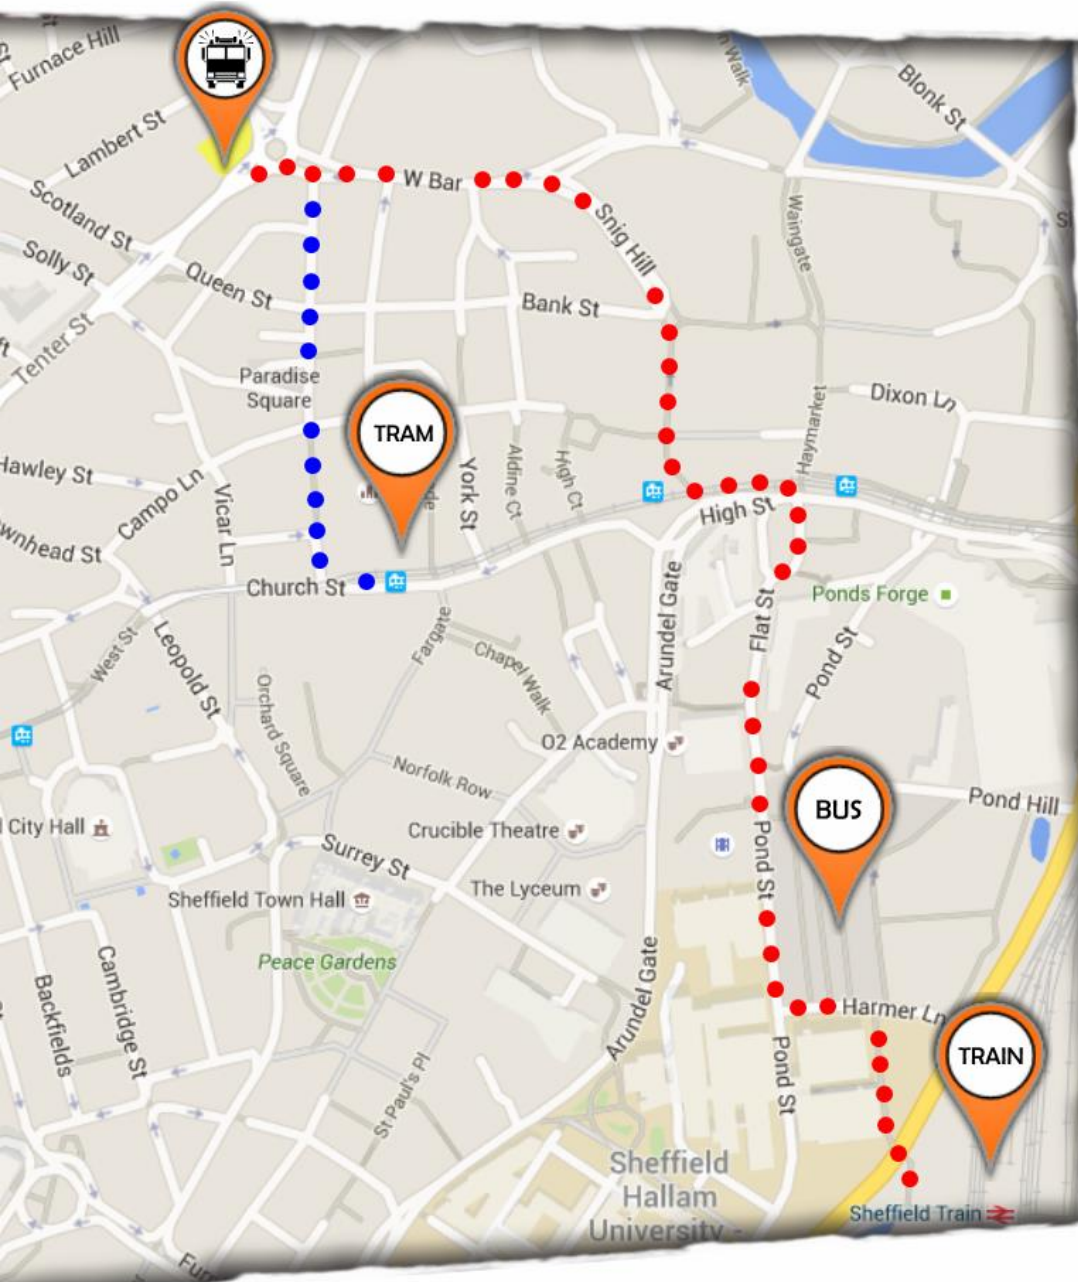 Furnace Hill
Lambert St
Scotland St
Solly St
Queen St
Tenter St
W Bar
Snig Hill
Bank St
Blonk St
Waingate
Paradise
Square
TRAM
Dixon Ln
Haymarket
Hawley St
Campo Ln
Vicar Ln
York St
Aldine Ct
High Ct
High St
wnhead St
Church St
Ponds Forge
Flat St
Arundel Gate
Pond St
West St
Leopold St
Fargate
Chapel Walk
Orchard Square
O2 Academy
Norfolk Row
BUS
Pond Hill
City Hall
Crucible Theatre
Surrey St
Pond St
The Lyceum
Sheffield Town Hall
Peace Gardens
Cambridge St
Backfields
Arundel Gate
Harmer Ln
TRAIN
Pond St
St Paul's Pl
Sheffield
Hallam
University -
Sheffield Train
Fur